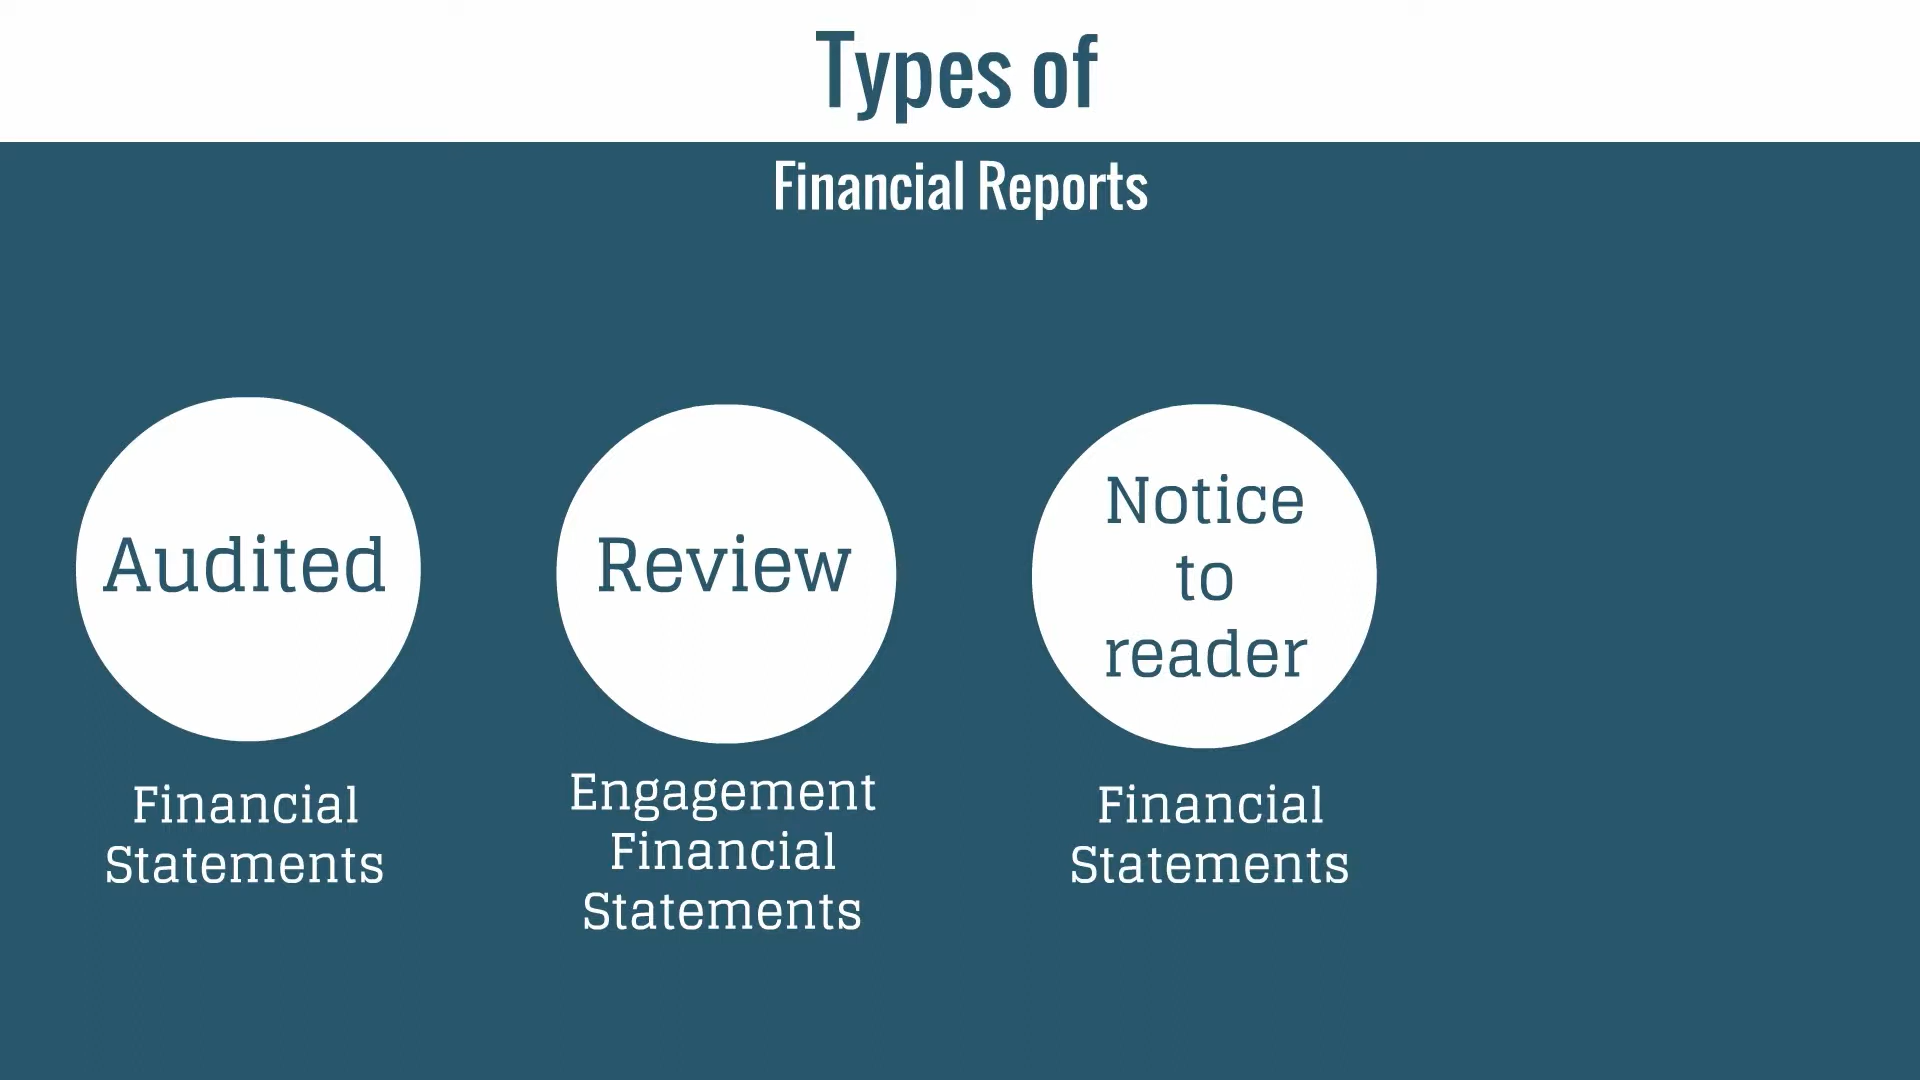 Types of
Financial Reports
Audited
Financial
Statements
Review
Engagement
Financial
Statements
Notice
to
reader
Financial
Statements